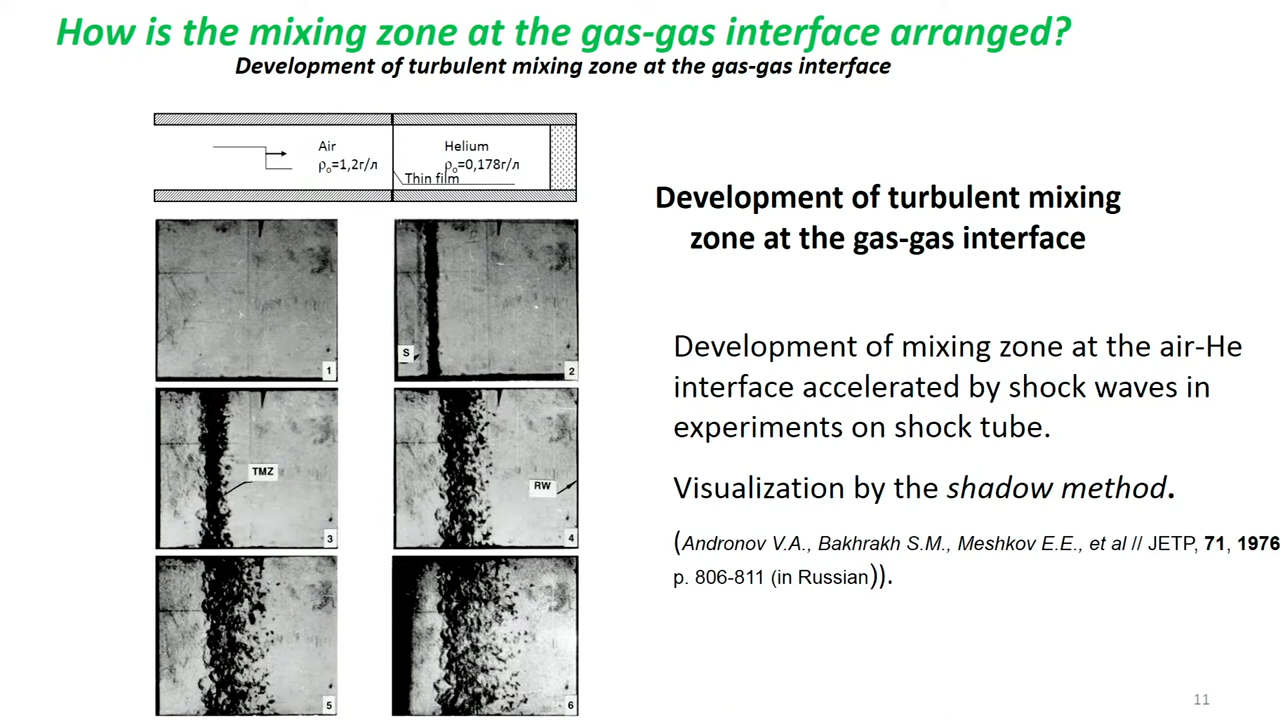 How is the mixing zone at the gas-gas interface arranged?
Development of turbulent mixing zone at the gas-gas interface
Air
ρ₀=1,2г/л
Helium
ρ₀=0,178г/л
Thin film
1
S
2
TMZ
3
RW
4
5
6
Development of turbulent mixing
zone at the gas-gas interface
Development of mixing zone at the air-He
interface accelerated by shock waves in
experiments on shock tube.
Visualization by the shadow method.
(Andronov V.A., Bakhrakh S.M., Meshkov E.E., et al // JETP, 71, 1976
p. 806-811 (in Russian)).
11